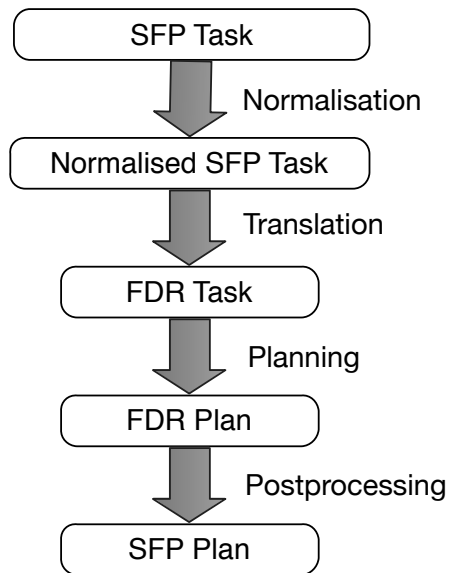 SFP Task
Normalisation
Normalised SFP Task
Translation
FDR Task
Planning
FDR Plan
Postprocessing
SFP Plan